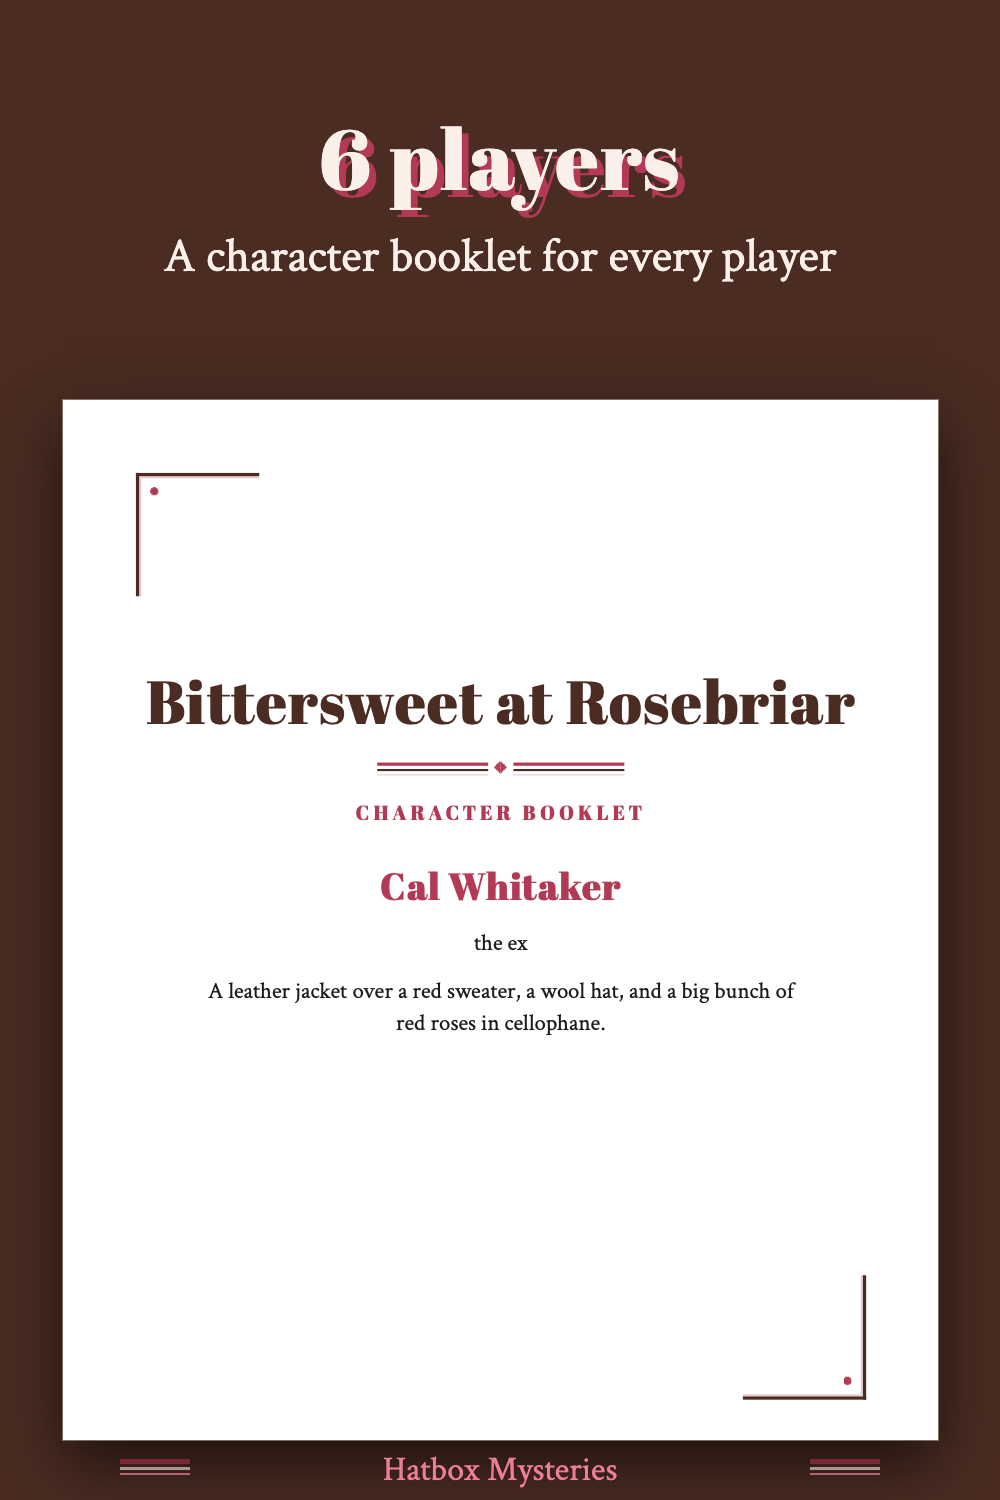 6 players
A character booklet for every player
Bittersweet at Rosebriar
CHARACTER BOOKLET
Cal Whitaker
the ex
A leather jacket over a red sweater, a wool hat, and a big bunch of
red roses in cellophane.
Hatbox Mysteries